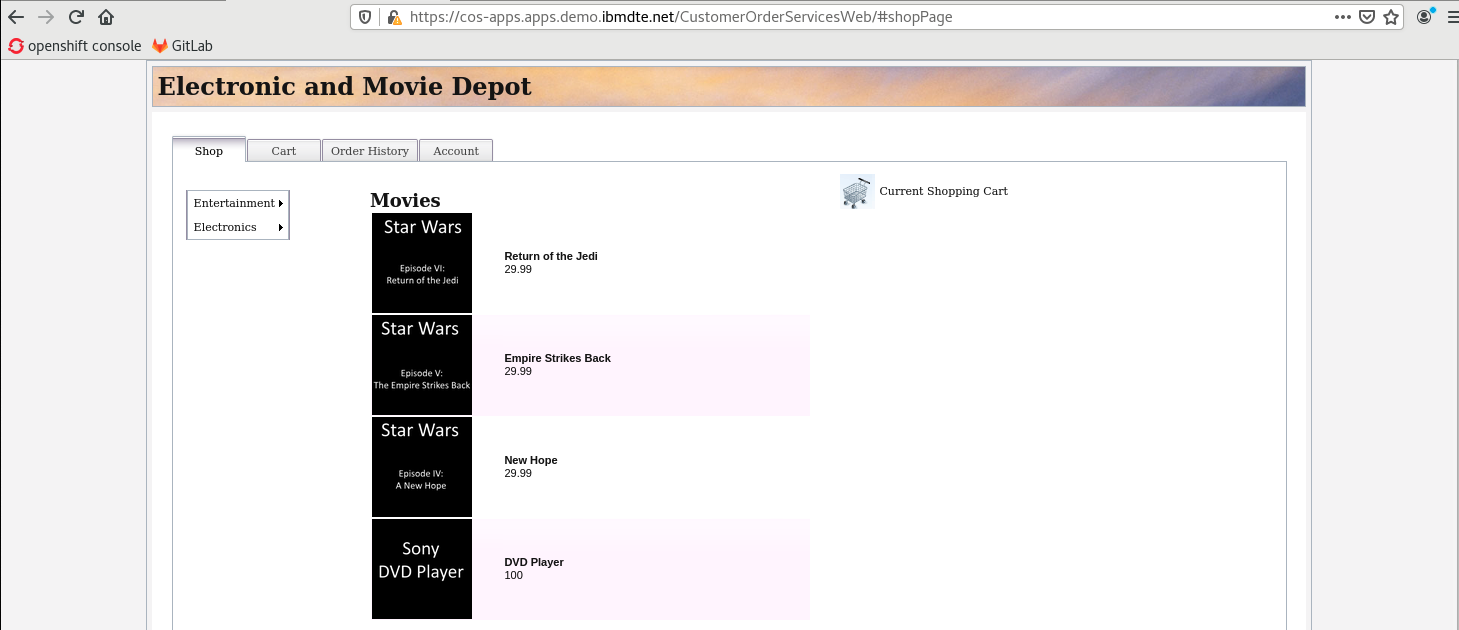 https://cos-apps.apps.demo.ibmdte.net/CustomerOrderServicesWeb/#shopPage
openshift console GitLab
Electronic and Movie Depot
Shop Cart Order History Account
Entertainment
Electronics
Movies
Current Shopping Cart
Star Wars
Episode VI:
Return of the Jedi
Return of the Jedi
29.99
Star Wars
Episode V:
The Empire Strikes Back
Empire Strikes Back
29.99
Star Wars
Episode IV:
A New Hope
New Hope
29.99
Sony
DVD Player
DVD Player
100